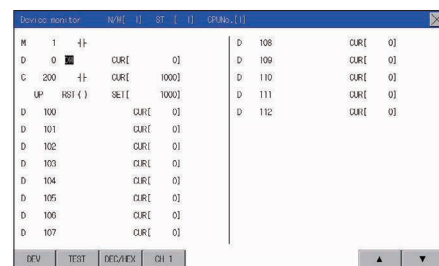 Device monitor N/W[ 1] ST [ 1] CPUNo.[1]
M 1
D 0 DW CUR[ 0]
C 200 CUR[ 1000]
UP RST ( ) SET[ 1000]
D 100 CUR[ 0]
D 101 CUR[ 0]
D 102 CUR[ 0]
D 103 CUR[ 0]
D 104 CUR[ 0]
D 105 CUR[ 0]
D 106 CUR[ 0]
D 107 CUR[ 0]
D 108 CUR[ 0]
D 109 CUR[ 0]
D 110 CUR[ 0]
D 111 CUR[ 0]
D 112 CUR[ 0]
DEV TEST DEC/HEX CH 1